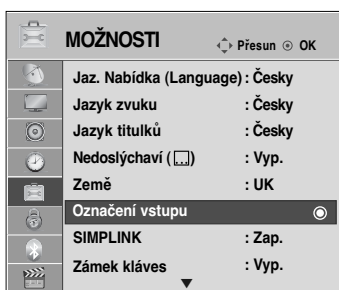 MOŽNOSTI Přesun OK
Jaz. Nabídka (Language) : Česky
Jazyk zvuku : Česky
Jazyk titulků : Česky
Nedoslýchaví ( ) : Vyp.
Země : UK
Označení vstupu
SIMPLINK : Zap.
Zámek kláves : Vyp.